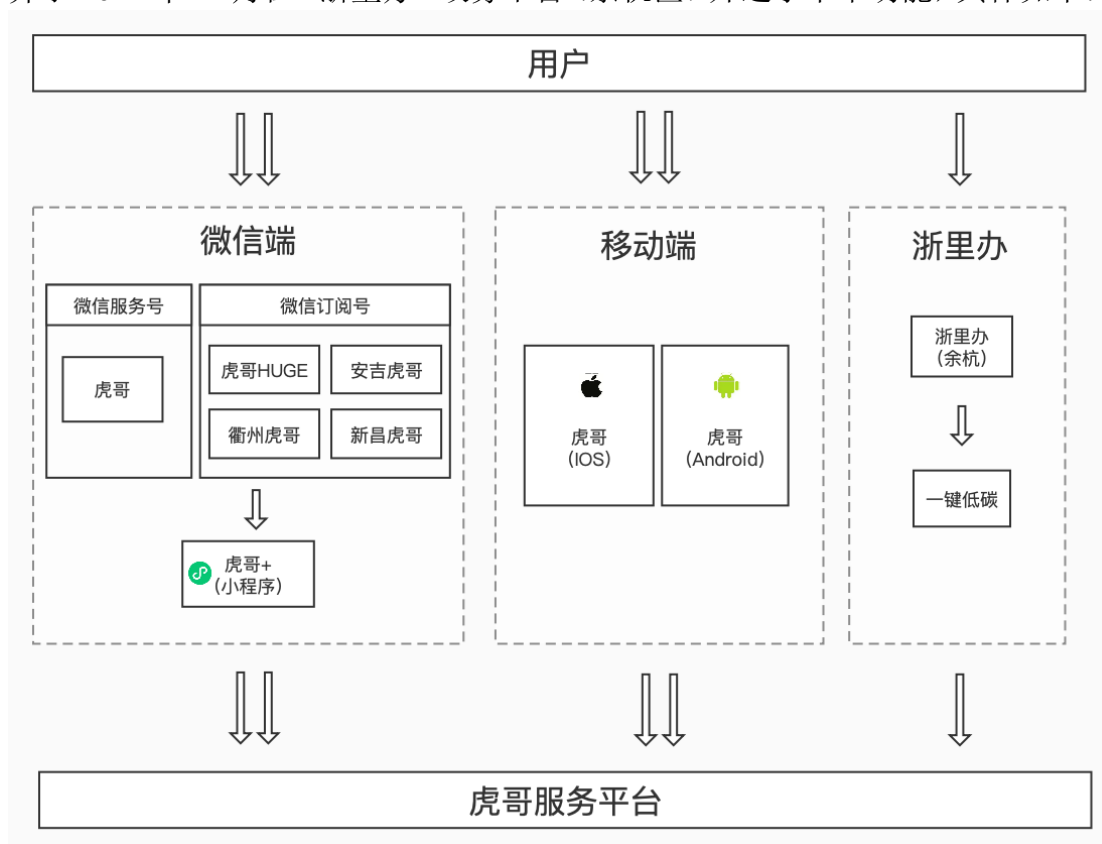 用户
微信端
微信服务号
虎哥
微信订阅号
虎哥HUGE
安吉虎哥
衢州虎哥
新昌虎哥
虎哥+
(小程序)
移动端
虎哥
(IOS)
虎哥
(Android)
浙里办
浙里办
(余杭)
一键低碳
虎哥服务平台